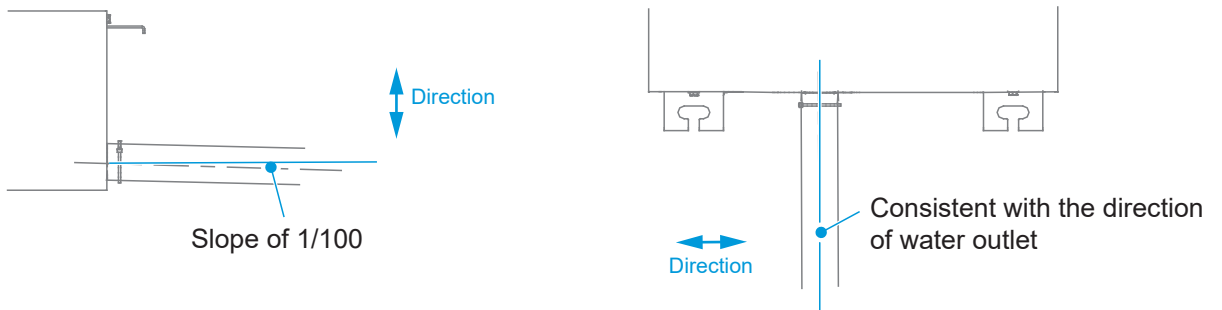 Direction
Slope of 1/100
Consistent with the direction
of water outlet
Direction